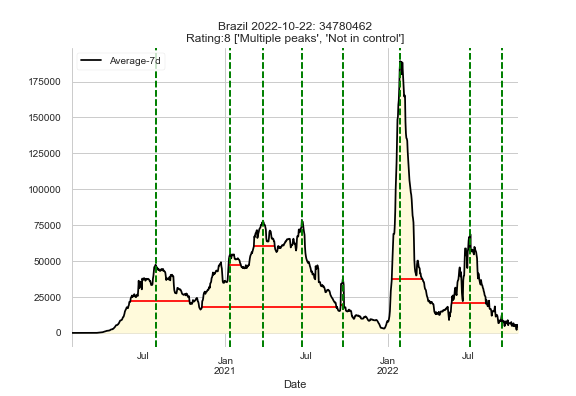 Brazil 2022-10-22: 34780462
Rating:8 ['Multiple peaks', 'Not in control']
Average-7d
175000
150000
125000
100000
75000
50000
25000
0
Jul
Jan
2021
Jul
Jan
2022
Jul
Date